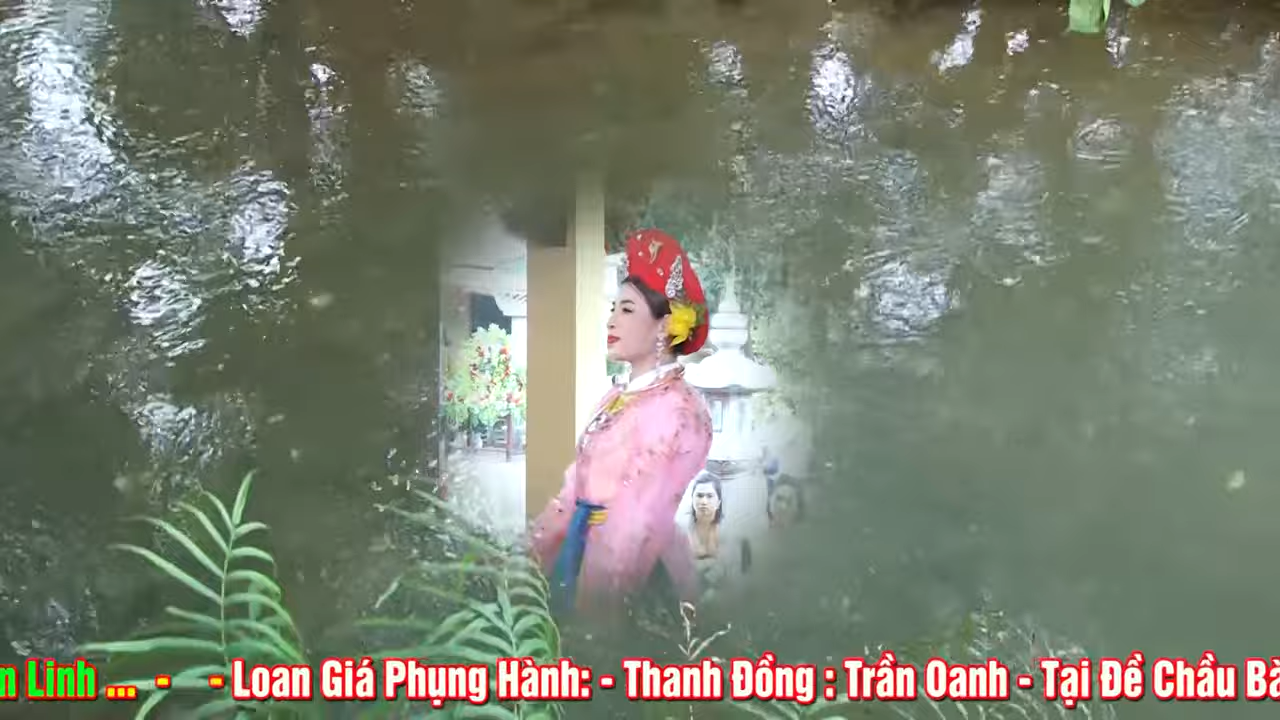 n Linh ... - - Loan Giá Phụng Hành: - Thanh Đồng : Trần Oanh - Tại Đề Chầu Bà